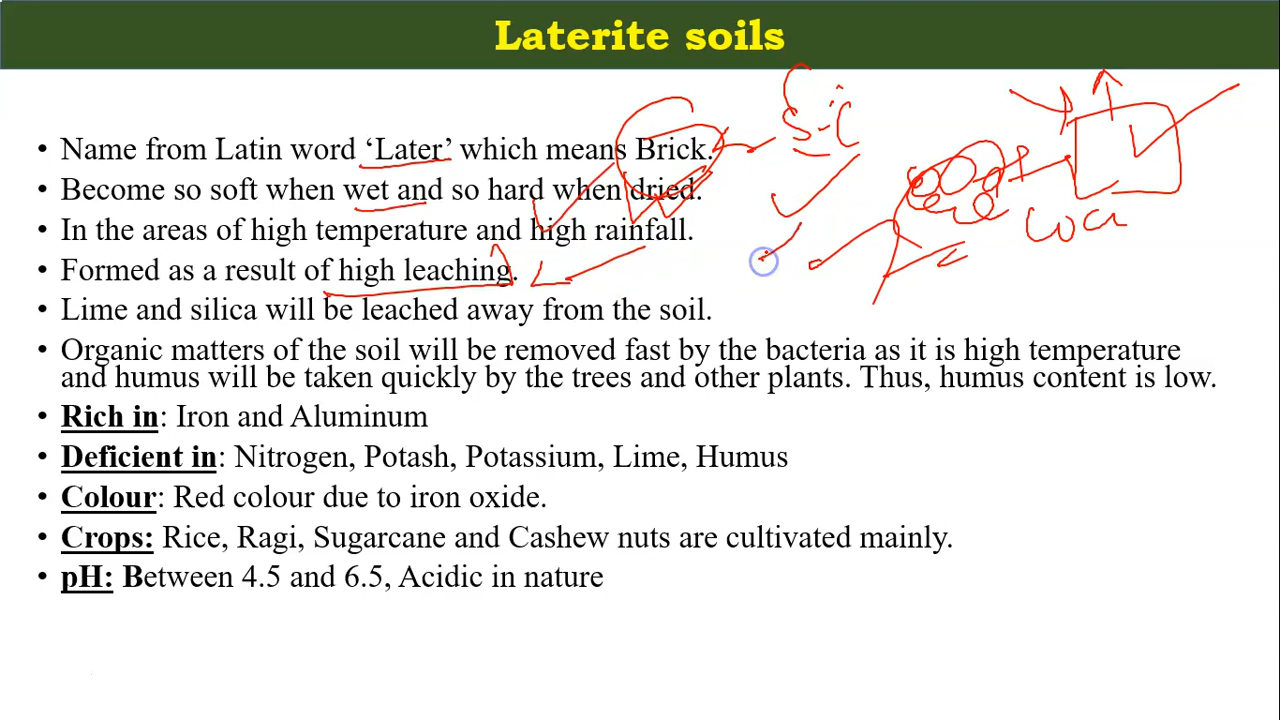 Laterite soils
• Name from Latin word ‘Later’ which means Brick.
• Become so soft when wet and so hard when dried.
• In the areas of high temperature and high rainfall.
• Formed as a result of high leaching.
• Lime and silica will be leached away from the soil.
• Organic matters of the soil will be removed fast by the bacteria as it is high temperature
and humus will be taken quickly by the trees and other plants. Thus, humus content is low.
• Rich in: Iron and Aluminum
• Deficient in: Nitrogen, Potash, Potassium, Lime, Humus
• Colour: Red colour due to iron oxide.
• Crops: Rice, Ragi, Sugarcane and Cashew nuts are cultivated mainly.
• pH: Between 4.5 and 6.5, Acidic in nature